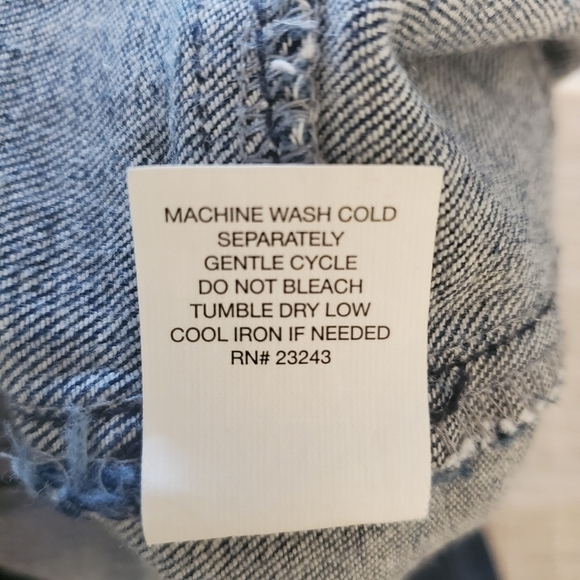 MACHINE WASH COLD
SEPARATELY
GENTLE CYCLE
DO NOT BLEACH
TUMBLE DRY LOW
COOL IRON IF NEEDED
RN# 23243